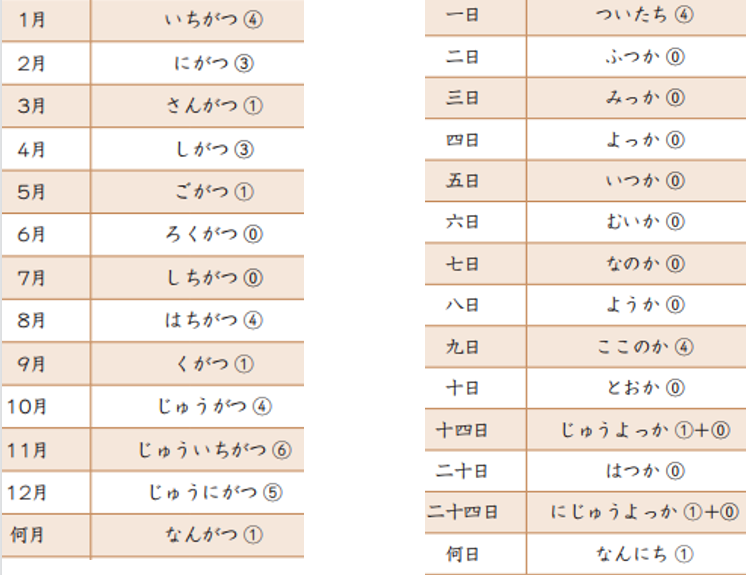 1月 いちがつ ④
2月 にがつ ③
3月 さんがつ ①
4月 しがつ ③
5月 ごがつ ①
6月 ろくがつ ⓪
7月 しちがつ ⓪
8月 はちがつ ④
9月 くがつ ①
10月 じゅうがつ ④
11月 じゅういちがつ ⑥
12月 じゅうにがつ ⑤
何月 なんがつ ①
一日 ついたち ④
二日 ふつか ⓪
三日 みっか ⓪
四日 よっか ⓪
五日 いつか ⓪
六日 むいか ⓪
七日 なのか ⓪
八日 ようか ⓪
九日 ここのか ④
十日 とおか ⓪
十四日 じゅうよっか ①+⓪
二十日 はつか ⓪
二十四日 にじゅうよっか ①+⓪
何日 なんにち ①